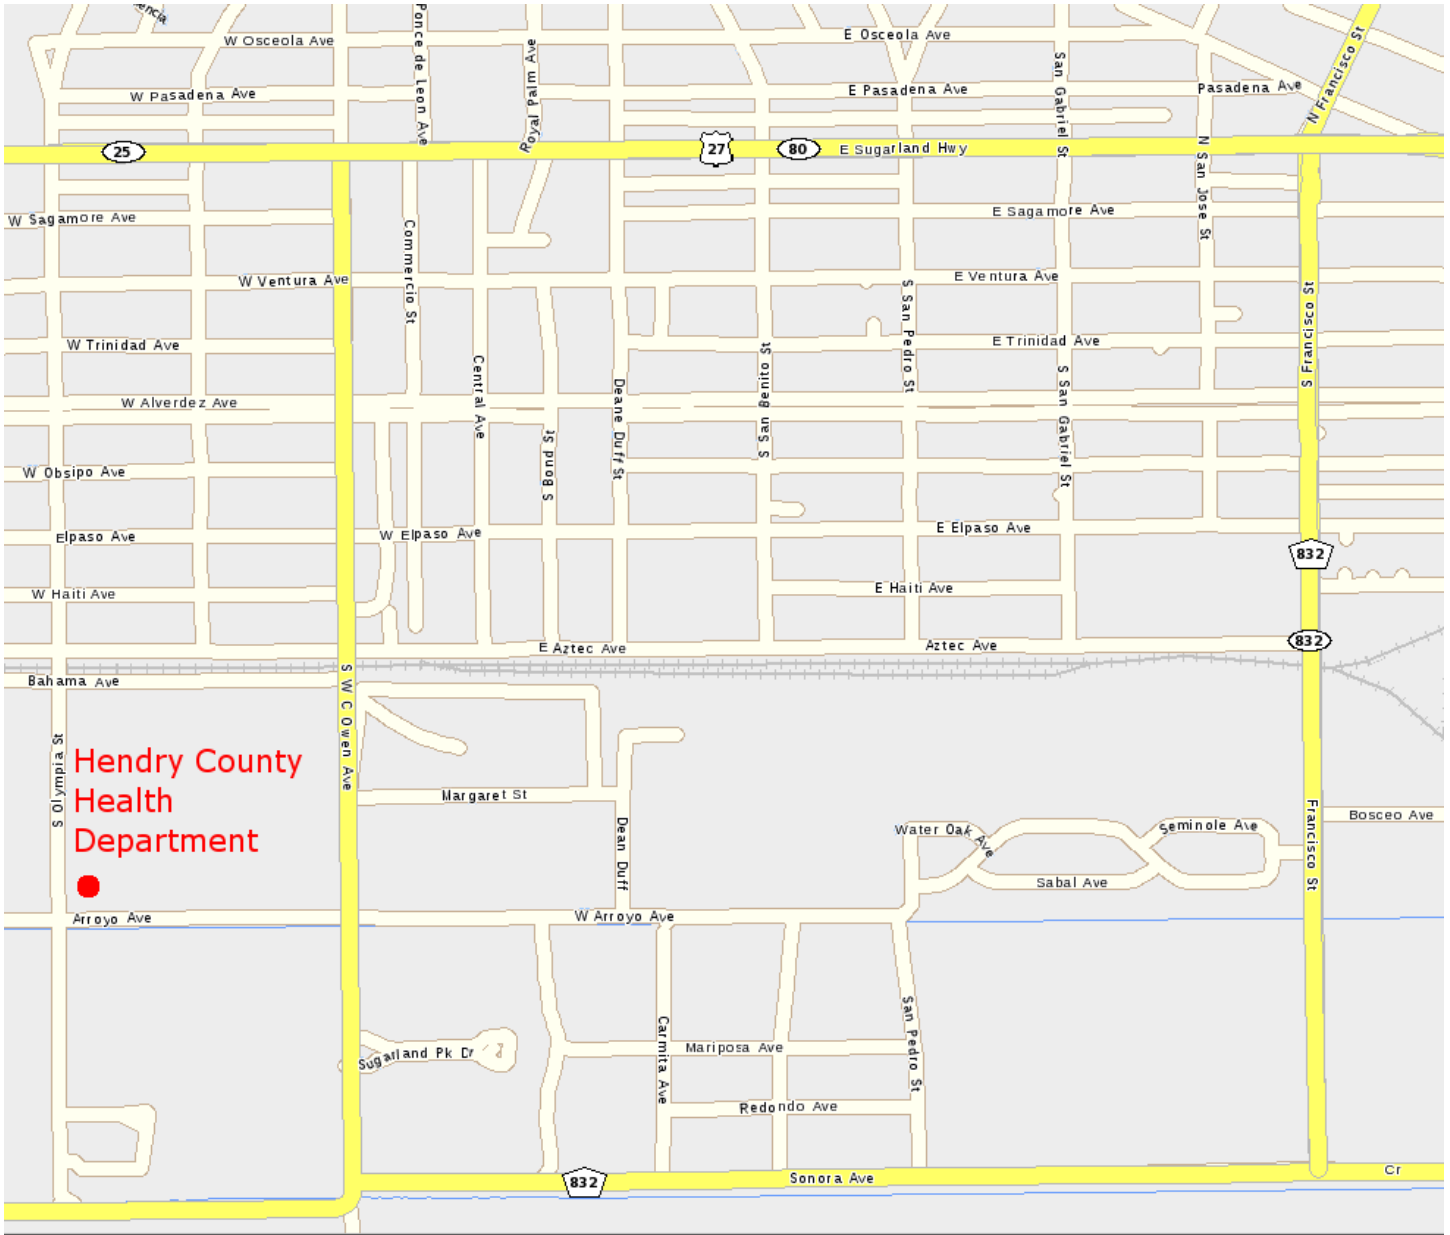 encia
W Osceola Ave
Ponce de Leon Ave
Royal Palm Ave
E Osceola Ave
San Gabriel St
N Francisco St
W Pasadena Ave
E Pasadena Ave
Pasadena Ave
25
27
80
E Sugarland Hwy
N San Jose St
W Sagamore Ave
E Sagamore Ave
Commercio St
W Ventura Ave
E Ventura Ave
S San Pedro St
S Francisco St
W Trinidad Ave
S San Benito St
E Trinidad Ave
Central Ave
Deane Duff St
S San Gabriel St
W Alverdez Ave
S Bond St
W Obsipo Ave
Elpaso Ave
W Elpaso Ave
E Elpaso Ave
832
W Haiti Ave
E Haiti Ave
E Aztec Ave
Aztec Ave
832
Bahama Ave
S W C Owen Ave
S Olympia St
Hendry County
Health
Department
Margaret St
Dean Duff
Water Oak Ave
Seminole Ave
Francisco St
Bosceo Ave
Sabal Ave
Arroyo Ave
W Arroyo Ave
San Pedro St
Carmita Ave
Sugarland Pk Dr
Mariposa Ave
Redondo Ave
832
Sonora Ave
Cr